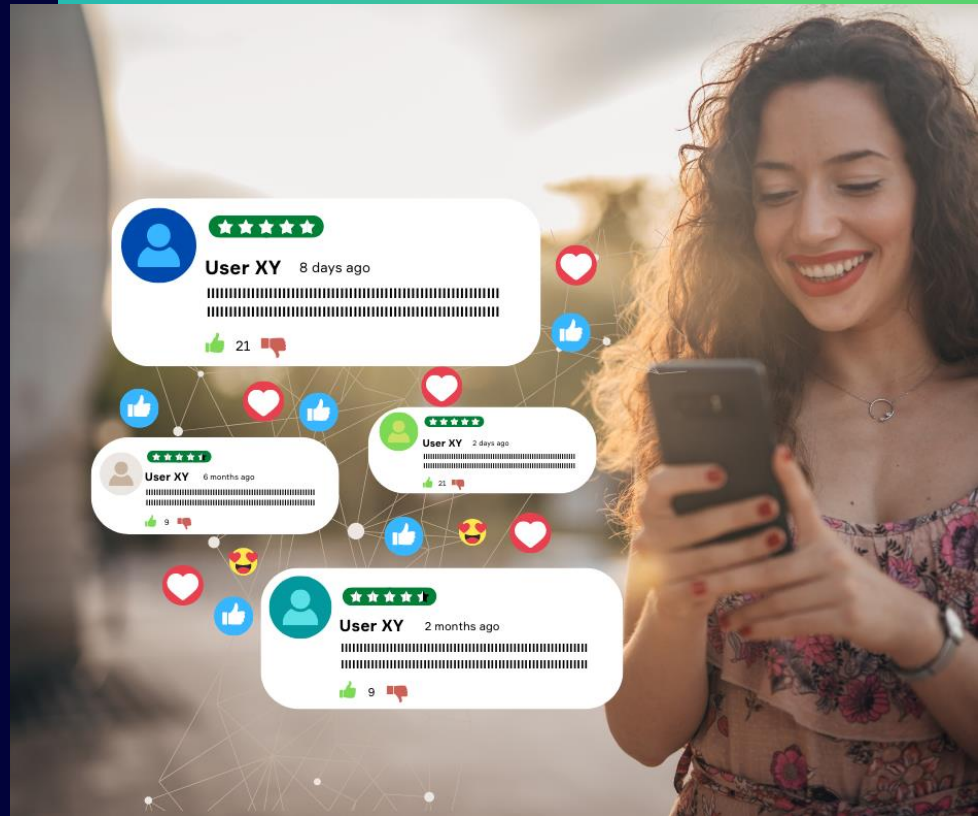 User XY 8 days ago
21
User XY 2 days ago
21
User XY 6 months ago
9
User XY 2 months ago
9